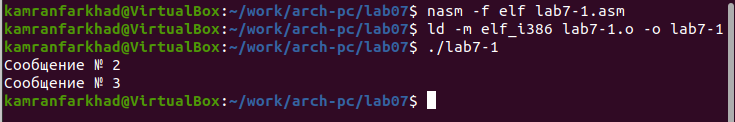 kamranfarkhad@VirtualBox:~/work/arch-pc/lab07$ nasm -f elf lab7-1.asm
kamranfarkhad@VirtualBox:~/work/arch-pc/lab07$ ld -m elf_i386 lab7-1.o -o lab7-1
kamranfarkhad@VirtualBox:~/work/arch-pc/lab07$ ./lab7-1
Сообщение № 2
Сообщение № 3
kamranfarkhad@VirtualBox:~/work/arch-pc/lab07$